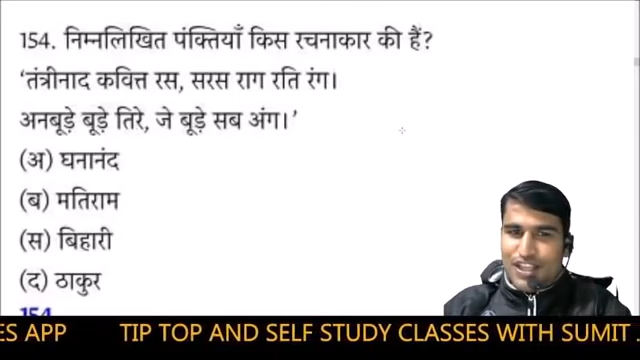 154. निम्नलिखित पंक्तियाँ किस रचनाकार की हैं?
‘तंत्रीनाद कवित्त रस, सरस राग रति रंग।
अनबूड़े बूड़े तिरे, जे बूड़े सब अंग।’
(अ) घनानंद
(ब) मतिराम
(स) बिहारी
(द) ठाकुर
154
ES APP TIP TOP AND SELF STUDY CLASSES WITH SUMIT